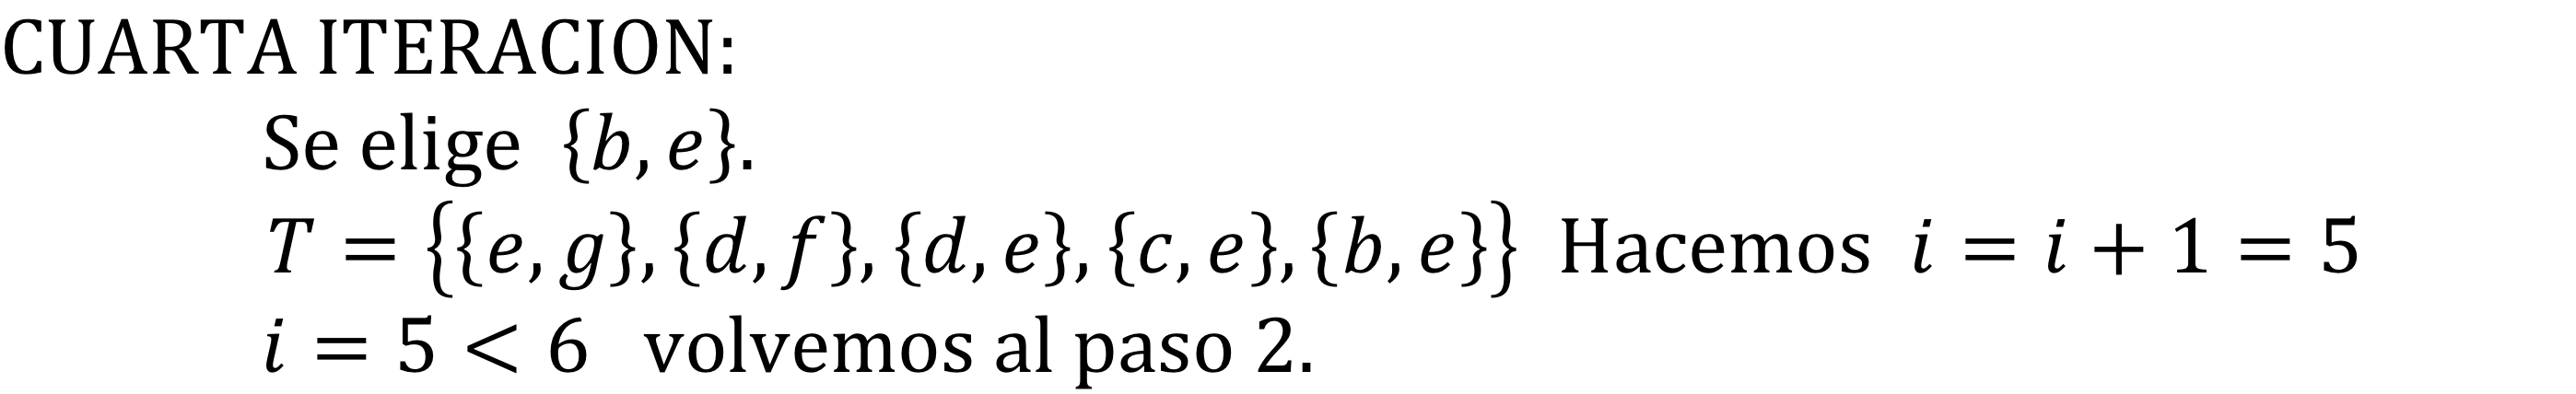 CUARTA ITERACION:
Se elige {b, e}.
T = {{e, g}, {d, f}, {d, e}, {c, e}, {b, e}} Hacemos i = i + 1 = 5
i = 5 < 6 volvemos al paso 2.